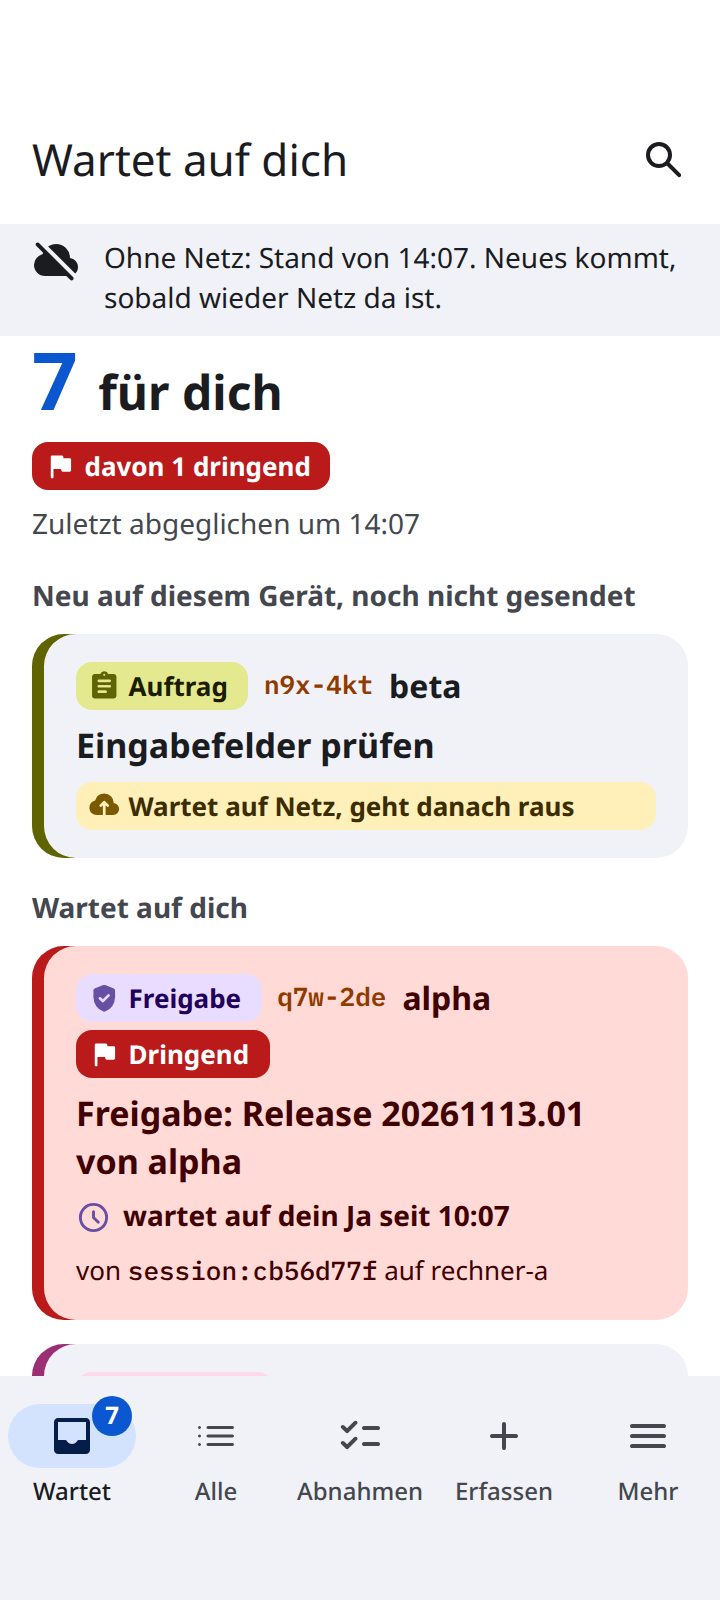 Wartet auf dich
Ohne Netz: Stand von 14:07. Neues kommt,
sobald wieder Netz da ist.
7 für dich
davon 1 dringend
Zuletzt abgeglichen um 14:07
Neu auf diesem Gerät, noch nicht gesendet
Auftrag n9x-4kt beta
Eingabefelder prüfen
Wartet auf Netz, geht danach raus
Wartet auf dich
Freigabe q7w-2de alpha
Dringend
Freigabe: Release 20261113.01
von alpha
wartet auf dein Ja seit 10:07
von session:cb56d77f auf rechner-a
7
Wartet Alle Abnahmen Erfassen Mehr